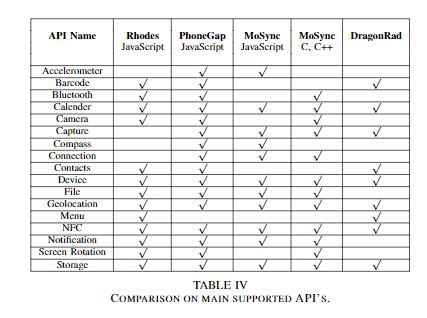 API Name Rhodes PhoneGap MoSync MoSync DragonRad
JavaScript JavaScript JavaScript C, C++
Accelerometer √ √
Barcode √ √ √
Bluetooth √ √ √
Calender √ √ √ √ √
Camera √ √ √
Capture √ √ √ √
Compass √ √
Connection √ √ √
Contacts √ √ √
Device √ √ √ √ √
File √ √ √ √
Geolocation √ √ √ √ √
Menu √ √
NFC √ √ √ √ √
Notification √ √ √ √
Screen Rotation √ √ √
Storage √ √ √ √ √
TABLE IV
COMPARISON ON MAIN SUPPORTED API'S.